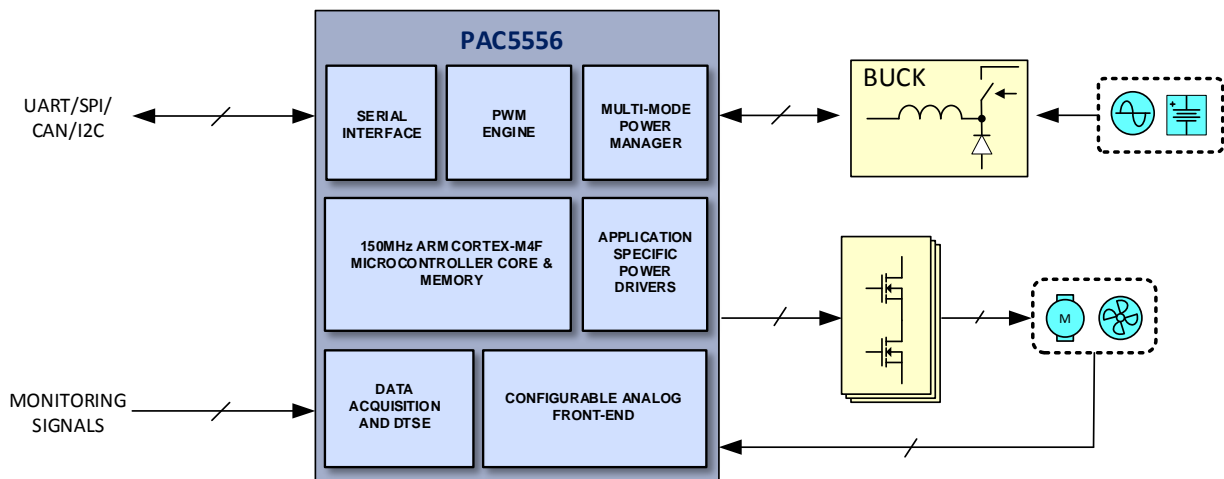 PAC5556
UART/SPI/
CAN/I2C
SERIAL
INTERFACE
PWM
ENGINE
MULTI-MODE
POWER
MANAGER
BUCK
+
150MHz ARM CORTEX-M4F
MICROCONTROLLER CORE &
MEMORY
APPLICATION
SPECIFIC
POWER
DRIVERS
M
MONITORING
SIGNALS
DATA
ACQUISITION
AND DTSE
CONFIGURABLE ANALOG
FRONT-END